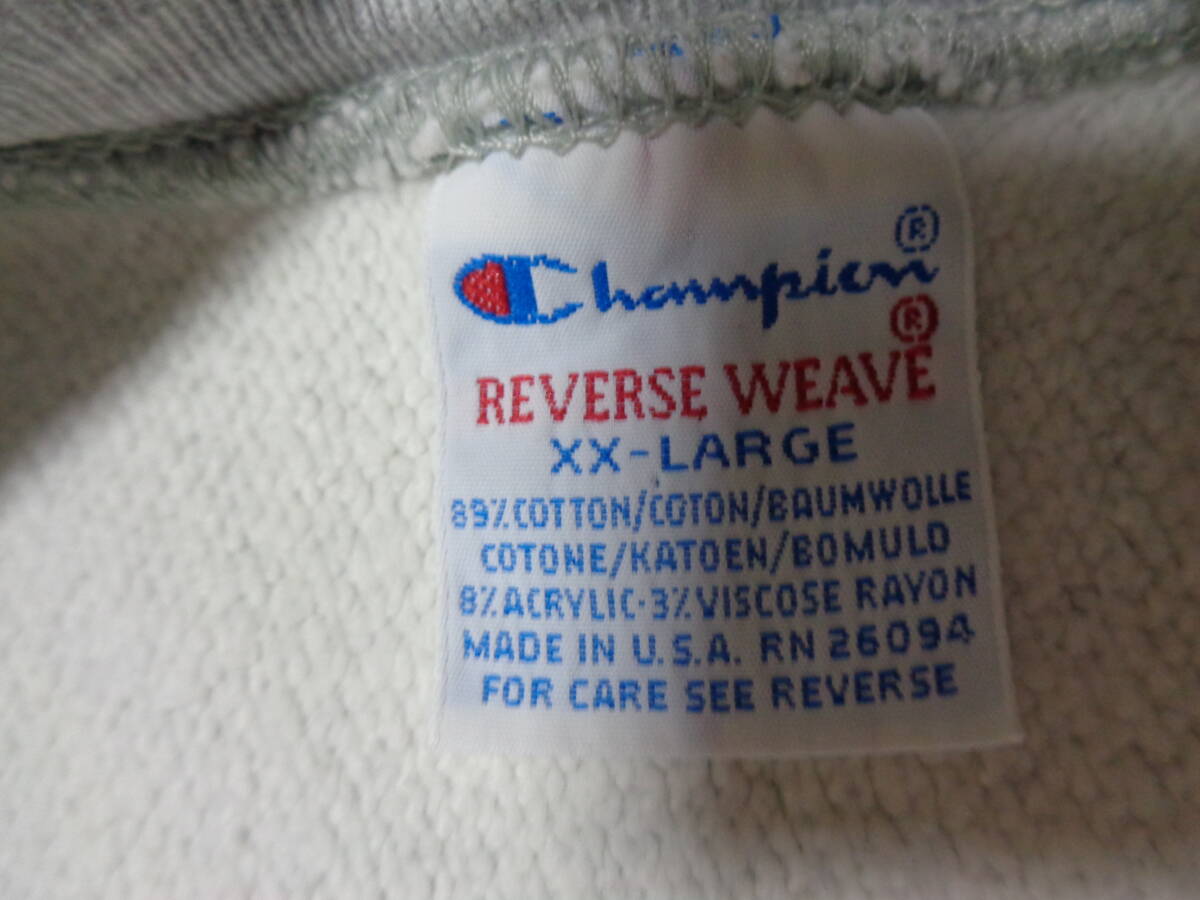 Champion®
REVERSE WEAVE®
XX-LARGE
89%COTTON/COTON/BAUMWOLLE
COTONE/KATOEN/BOMULD
8%ACRYLIC·3%VISCOSE RAYON
MADE IN U.S.A. RN 26094
FOR CARE SEE REVERSE